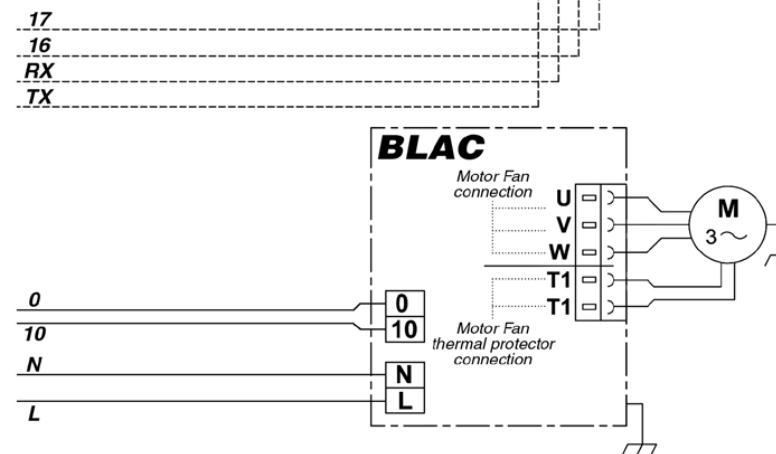 17
16
RX
TX
BLAC
Motor Fan
connection
U
V
W
T1
T1
M
3~
0
0
10
10
Motor Fan
thermal protector
connection
N
N
L
L